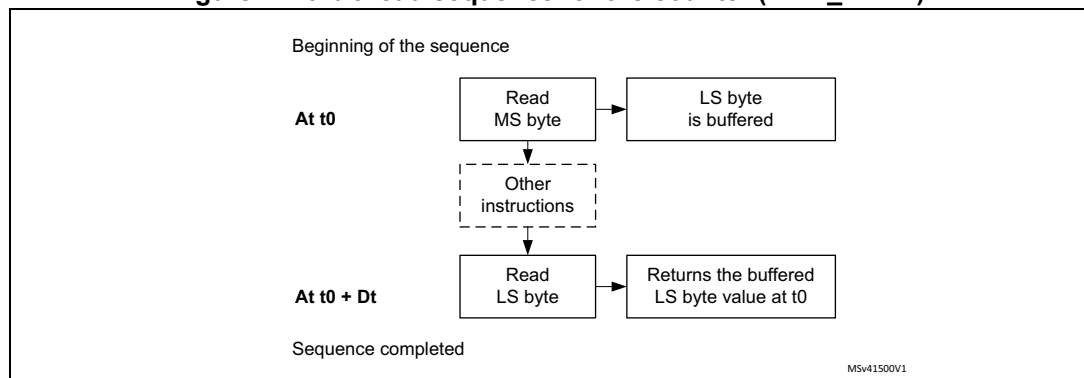 Beginning of the sequence
At t0
Read
MS byte
LS byte
is buffered
Other
instructions
At t0 + Dt
Read
LS byte
Returns the buffered
LS byte value at t0
Sequence completed
MSv41500V1